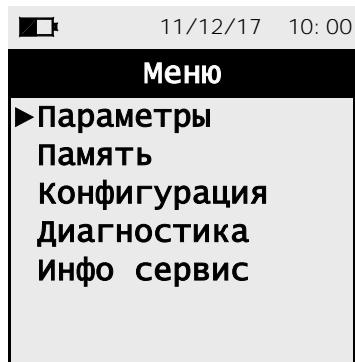 11/12/17 10:00
Меню
Параметры
Память
Конфигурация
Диагностика
Инфо сервис